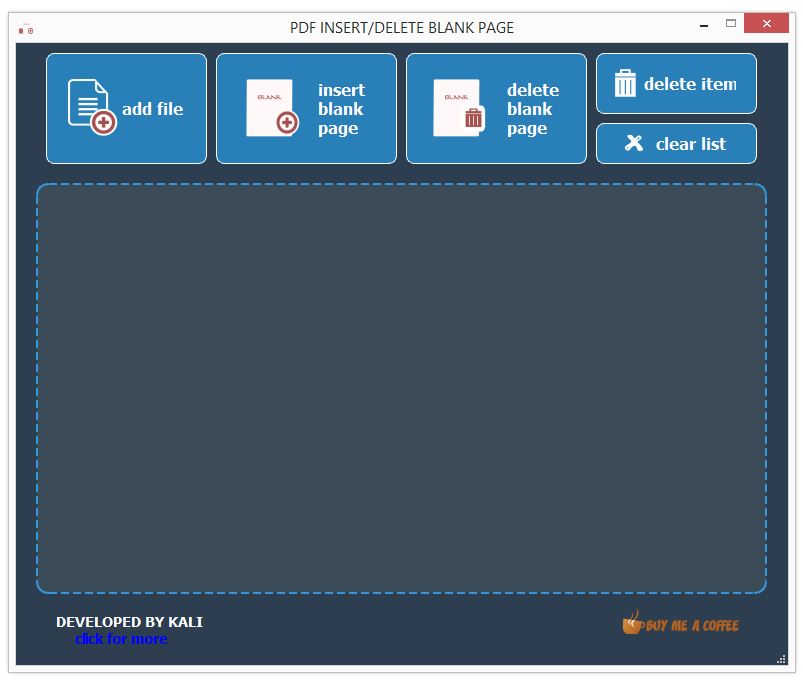 PDF INSERT/DELETE BLANK PAGE
add file
BLANK
insert
blank
page
BLANK
delete
blank
page
delete item
clear list
DEVELOPED BY KALI
click for more
BUY ME A COFFEE